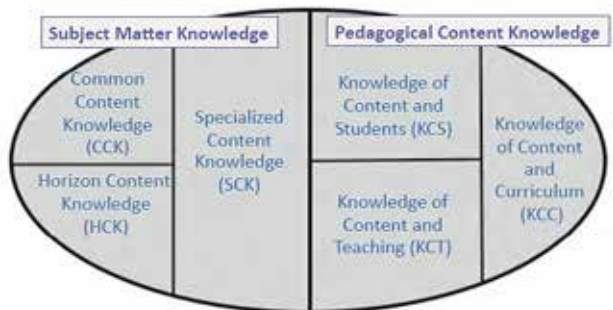 Subject Matter Knowledge
Pedagogical Content Knowledge
Common
Content
Knowledge
(CCK)
Horizon Content
Knowledge
(HCK)
Specialized
Content
Knowledge
(SCK)
Knowledge of
Content and
Students (KCS)
Knowledge of
Content and
Teaching (KCT)
Knowledge
of Content
and
Curriculum
(KCC)